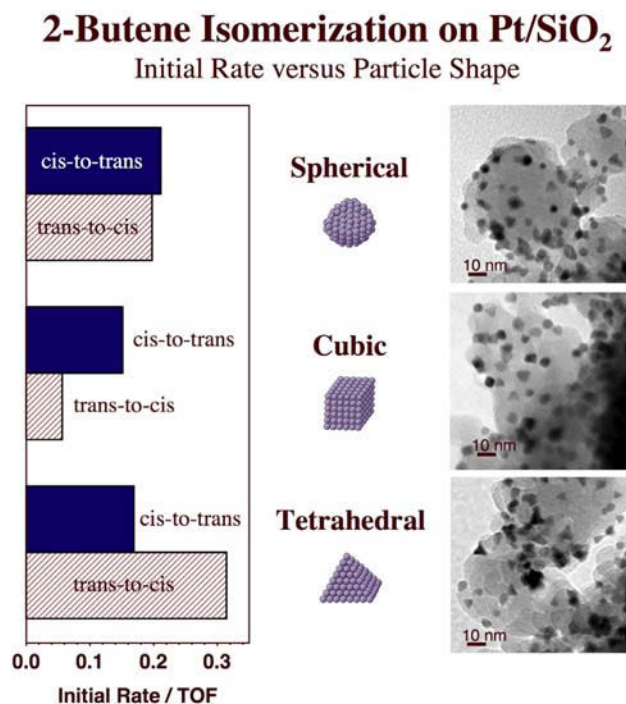 2-Butene Isomerization on Pt/SiO₂
Initial Rate versus Particle Shape
cis-to-trans
trans-to-cis
Spherical
10 nm
cis-to-trans
trans-to-cis
Cubic
10 nm
cis-to-trans
trans-to-cis
Tetrahedral
10 nm
0.0 0.1 0.2 0.3
Initial Rate / TOF